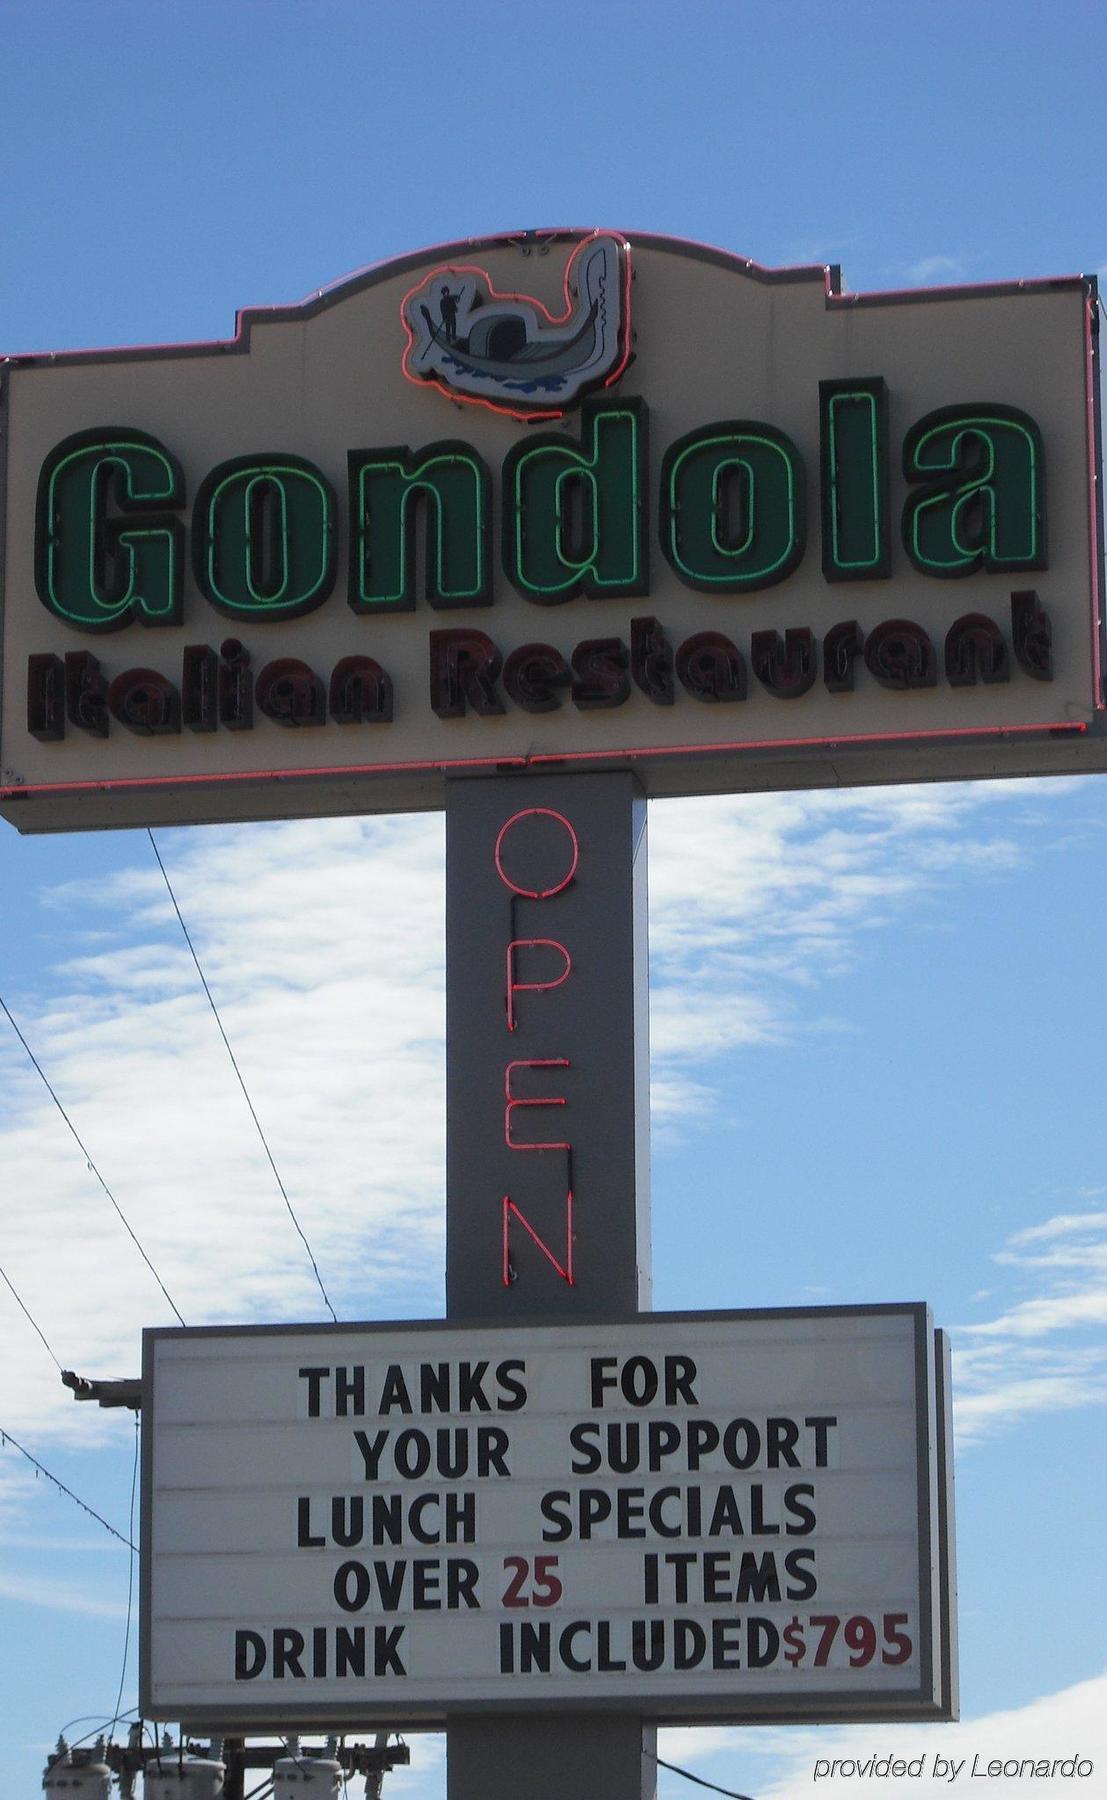 Gondola
Italian Restaurant
OPEN
THANKS FOR
YOUR SUPPORT
LUNCH SPECIALS
OVER 25 ITEMS
DRINK INCLUDED $795
provided by Leonardo